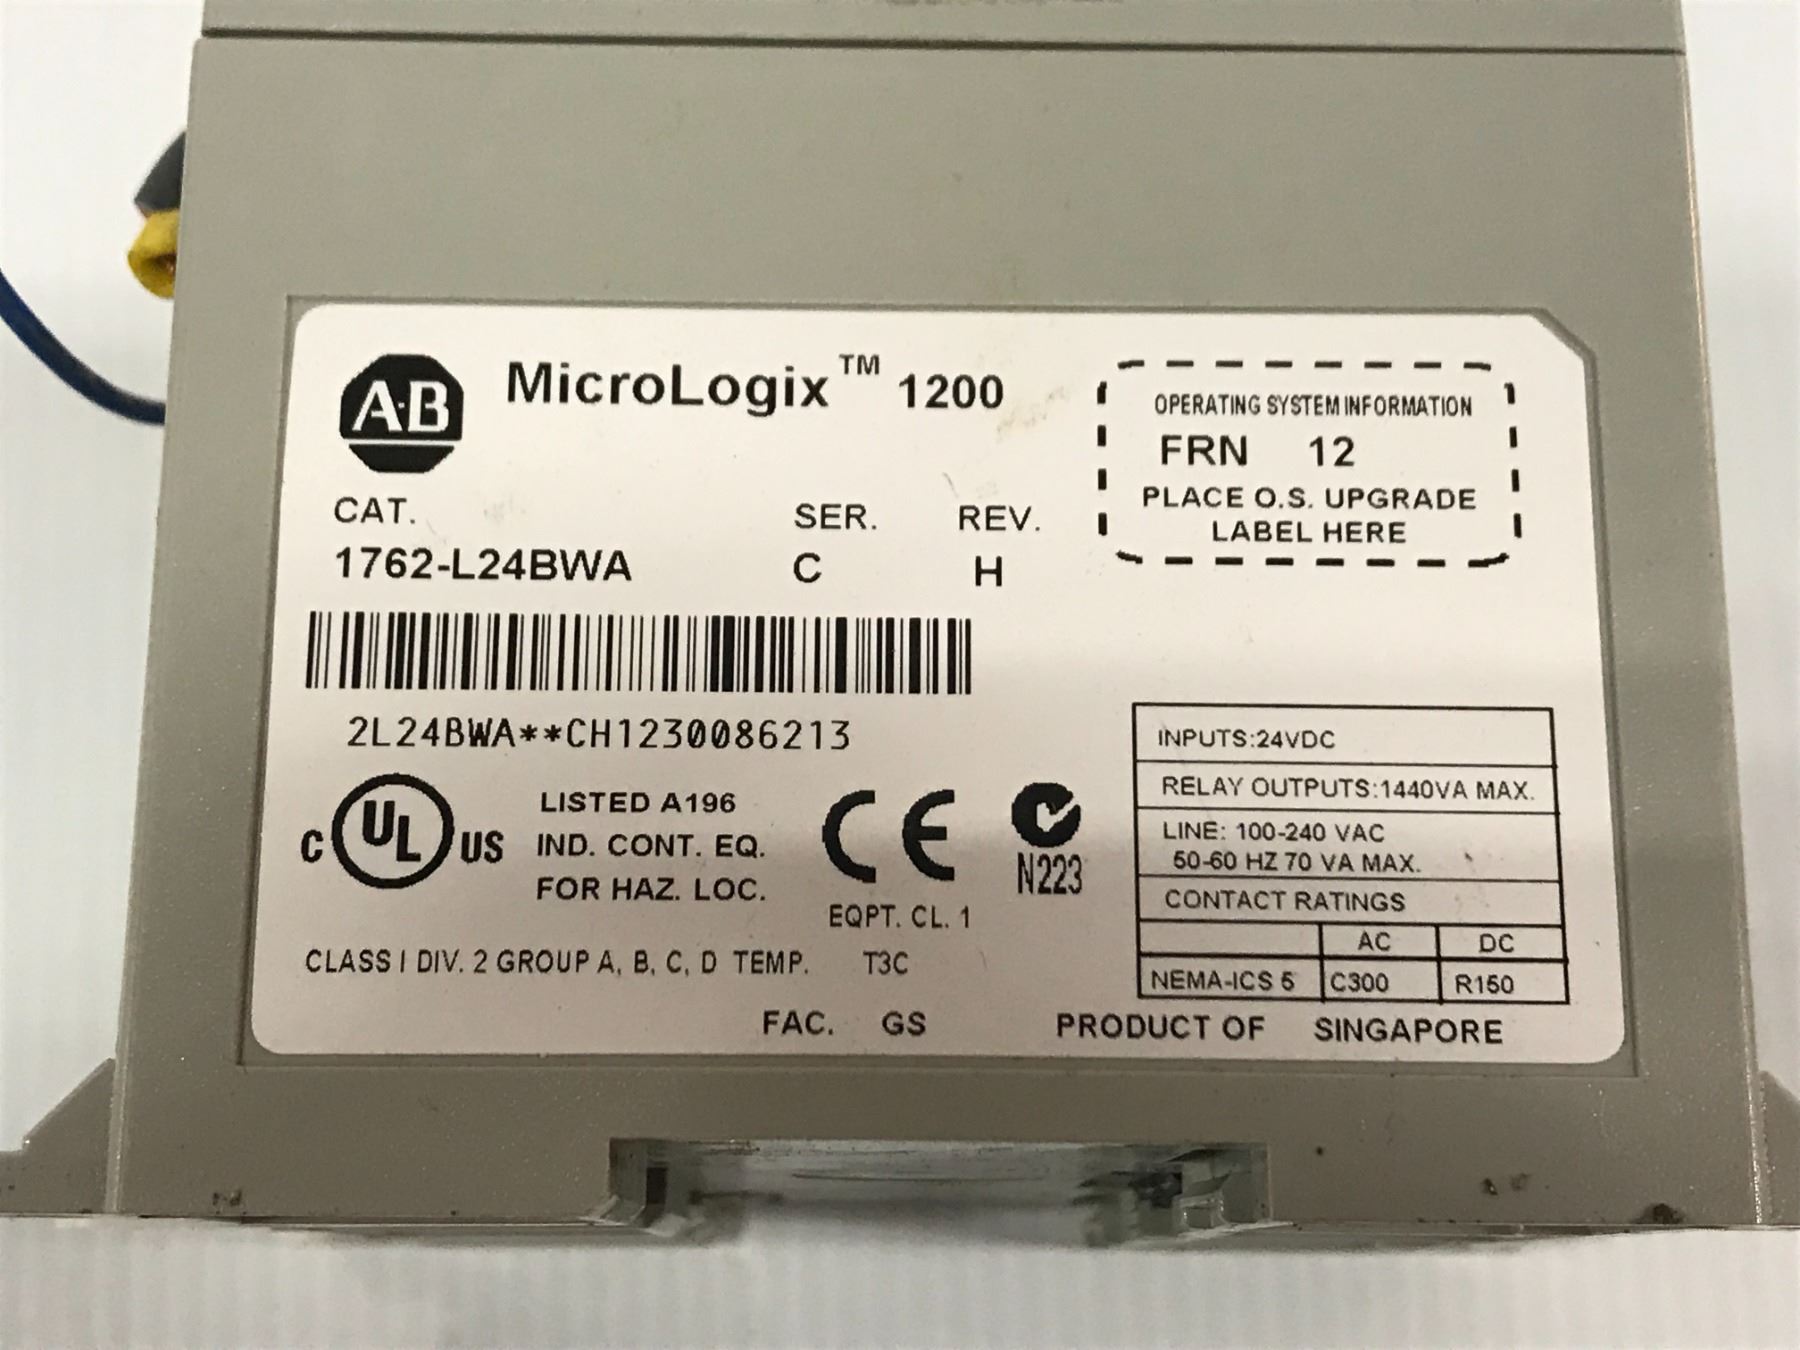 A·B
MicroLogix™ 1200
OPERATING SYSTEM INFORMATION
FRN 12
PLACE O.S. UPGRADE
LABEL HERE
CAT. SER. REV.
1762-L24BWA C H
2L24BWA**CH1230086213
C UL US
LISTED A196
IND. CONT. EQ.
FOR HAZ. LOC.
CE
EQPT. CL. 1
N223
CLASS I DIV. 2 GROUP A, B, C, D TEMP. T3C
INPUTS:24VDC
RELAY OUTPUTS:1440VA MAX.
LINE: 100-240 VAC
50-60 HZ 70 VA MAX.
CONTACT RATINGS
AC DC
NEMA-ICS 5 C300 R150
FAC. GS PRODUCT OF SINGAPORE